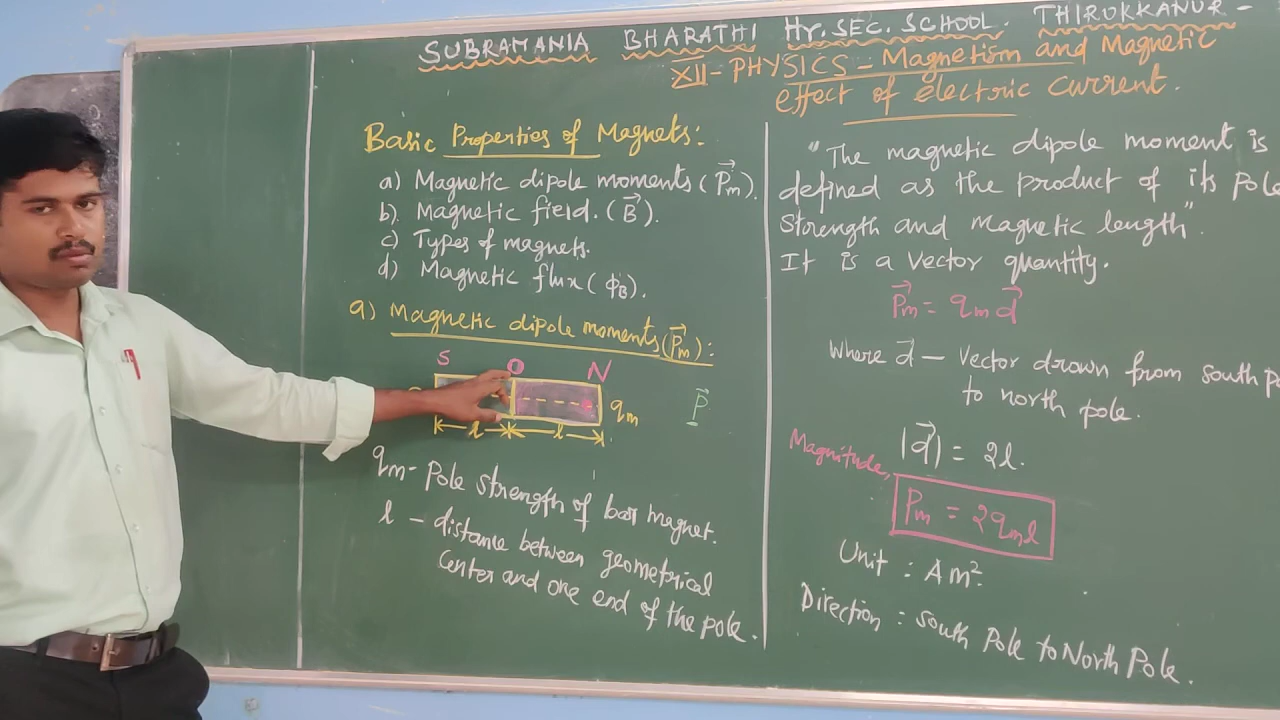 SUBRAMANIA BHARATHI Hy.SEC.SCHOOL. THIRUKKANUR-
XII-PHYSICS-Magnetism and Magnetic
effect of electric current.
Basic Properties of Magnets:
a) Magnetic dipole moments (P⃗m).
b) Magnetic field. (B⃗).
c) Types of magnets.
d) Magnetic flux (ϕB).
a) Magnetic dipole moments (P⃗m):
S O N
qm
l l
P⃗
qm- Pole strength of bar magnet.
l - distance between geometrical
center and one end of the pole.
"The magnetic dipole moment is
defined as the product of its pole
strength and magnetic length"
It is a vector quantity.
P⃗m = qm d⃗
where d⃗ - Vector drawn from south
to north pole.
|d⃗| = 2l.
Magnitude,
Pm = 2qml
Unit : Am².
Direction : South Pole to North Pole.